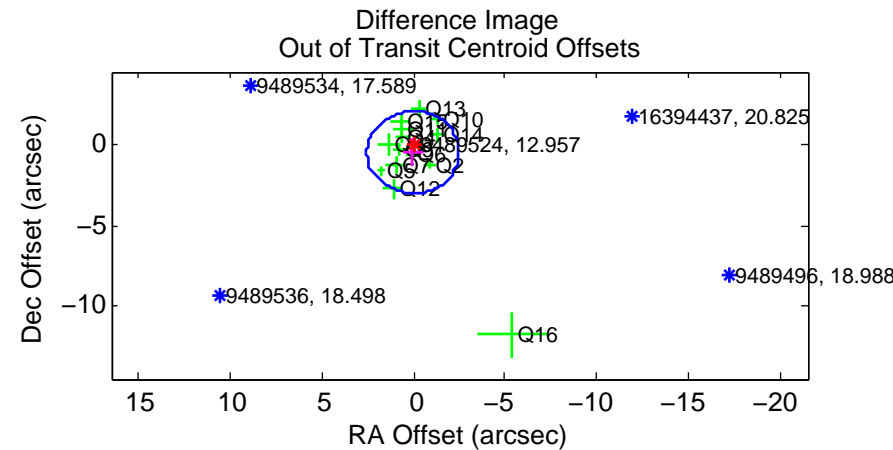 Difference Image
Out of Transit Centroid Offsets
9489534, 17.589
Q13
Q10
16394437, 20.825
Q14
9489524, 12.957
Q6
Q7
Q2
Q12
9489496, 18.988
9489536, 18.498
Q16
0
−5
−10
Dec Offset (arcsec)
15
10
5
0
−5
−10
−15
−20
RA Offset (arcsec)